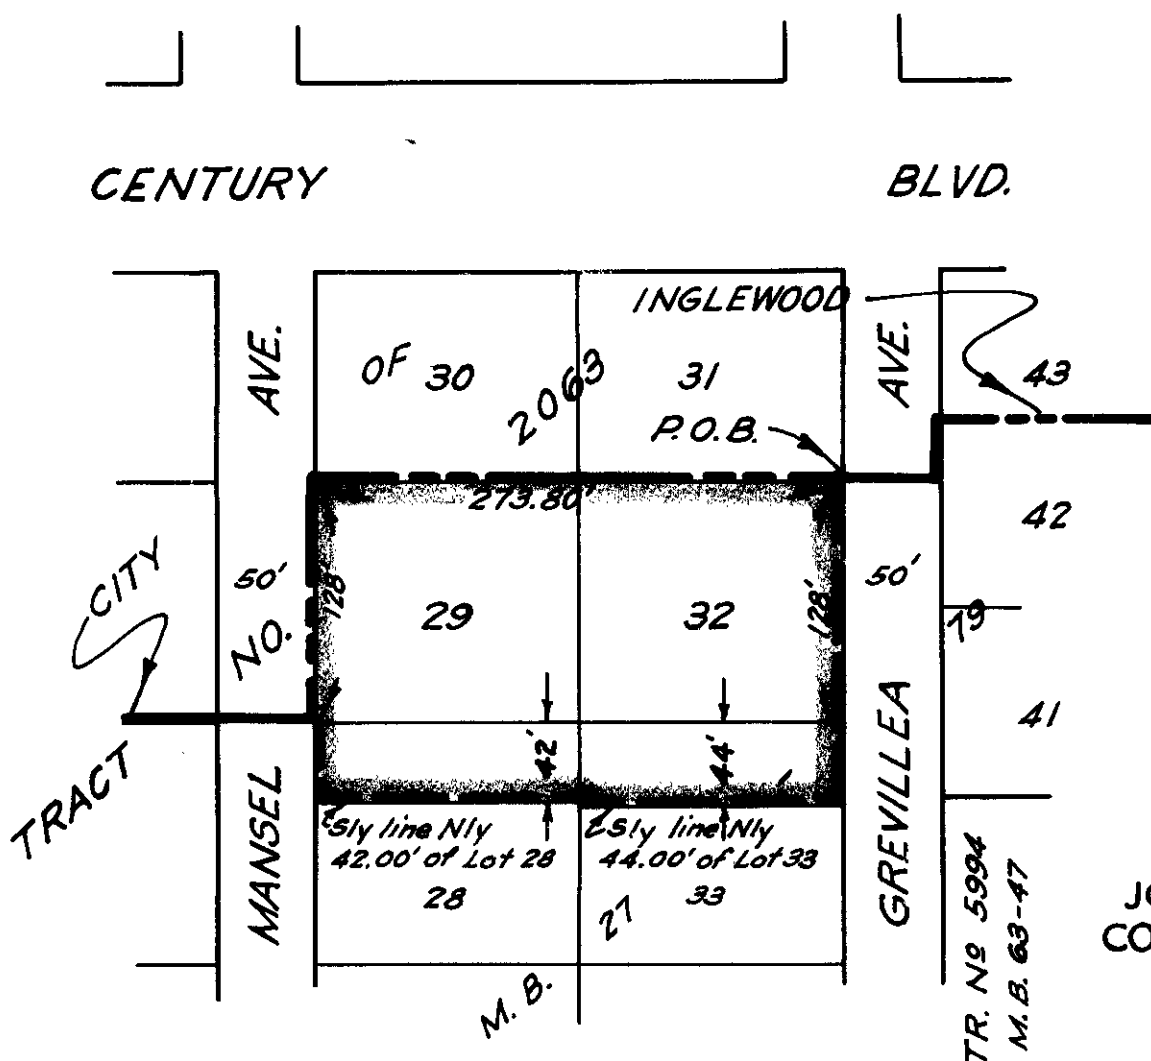 CENTURY BLVD.
INGLEWOOD
AVE.
AVE.
OF 30
31
43
2063
P.O.B.
273.80'
42
CITY
50'
128'
50'
128'
29
32
NO.
79
41
TRACT
42'
44'
MANSEL
GREVILLEA
Sly line Nly
42.00' of Lot 28
28
Sly line Nly
44.00' of Lot 33
33
27
M. B.
TR. Nº 5994
M. B. 63-47
CO